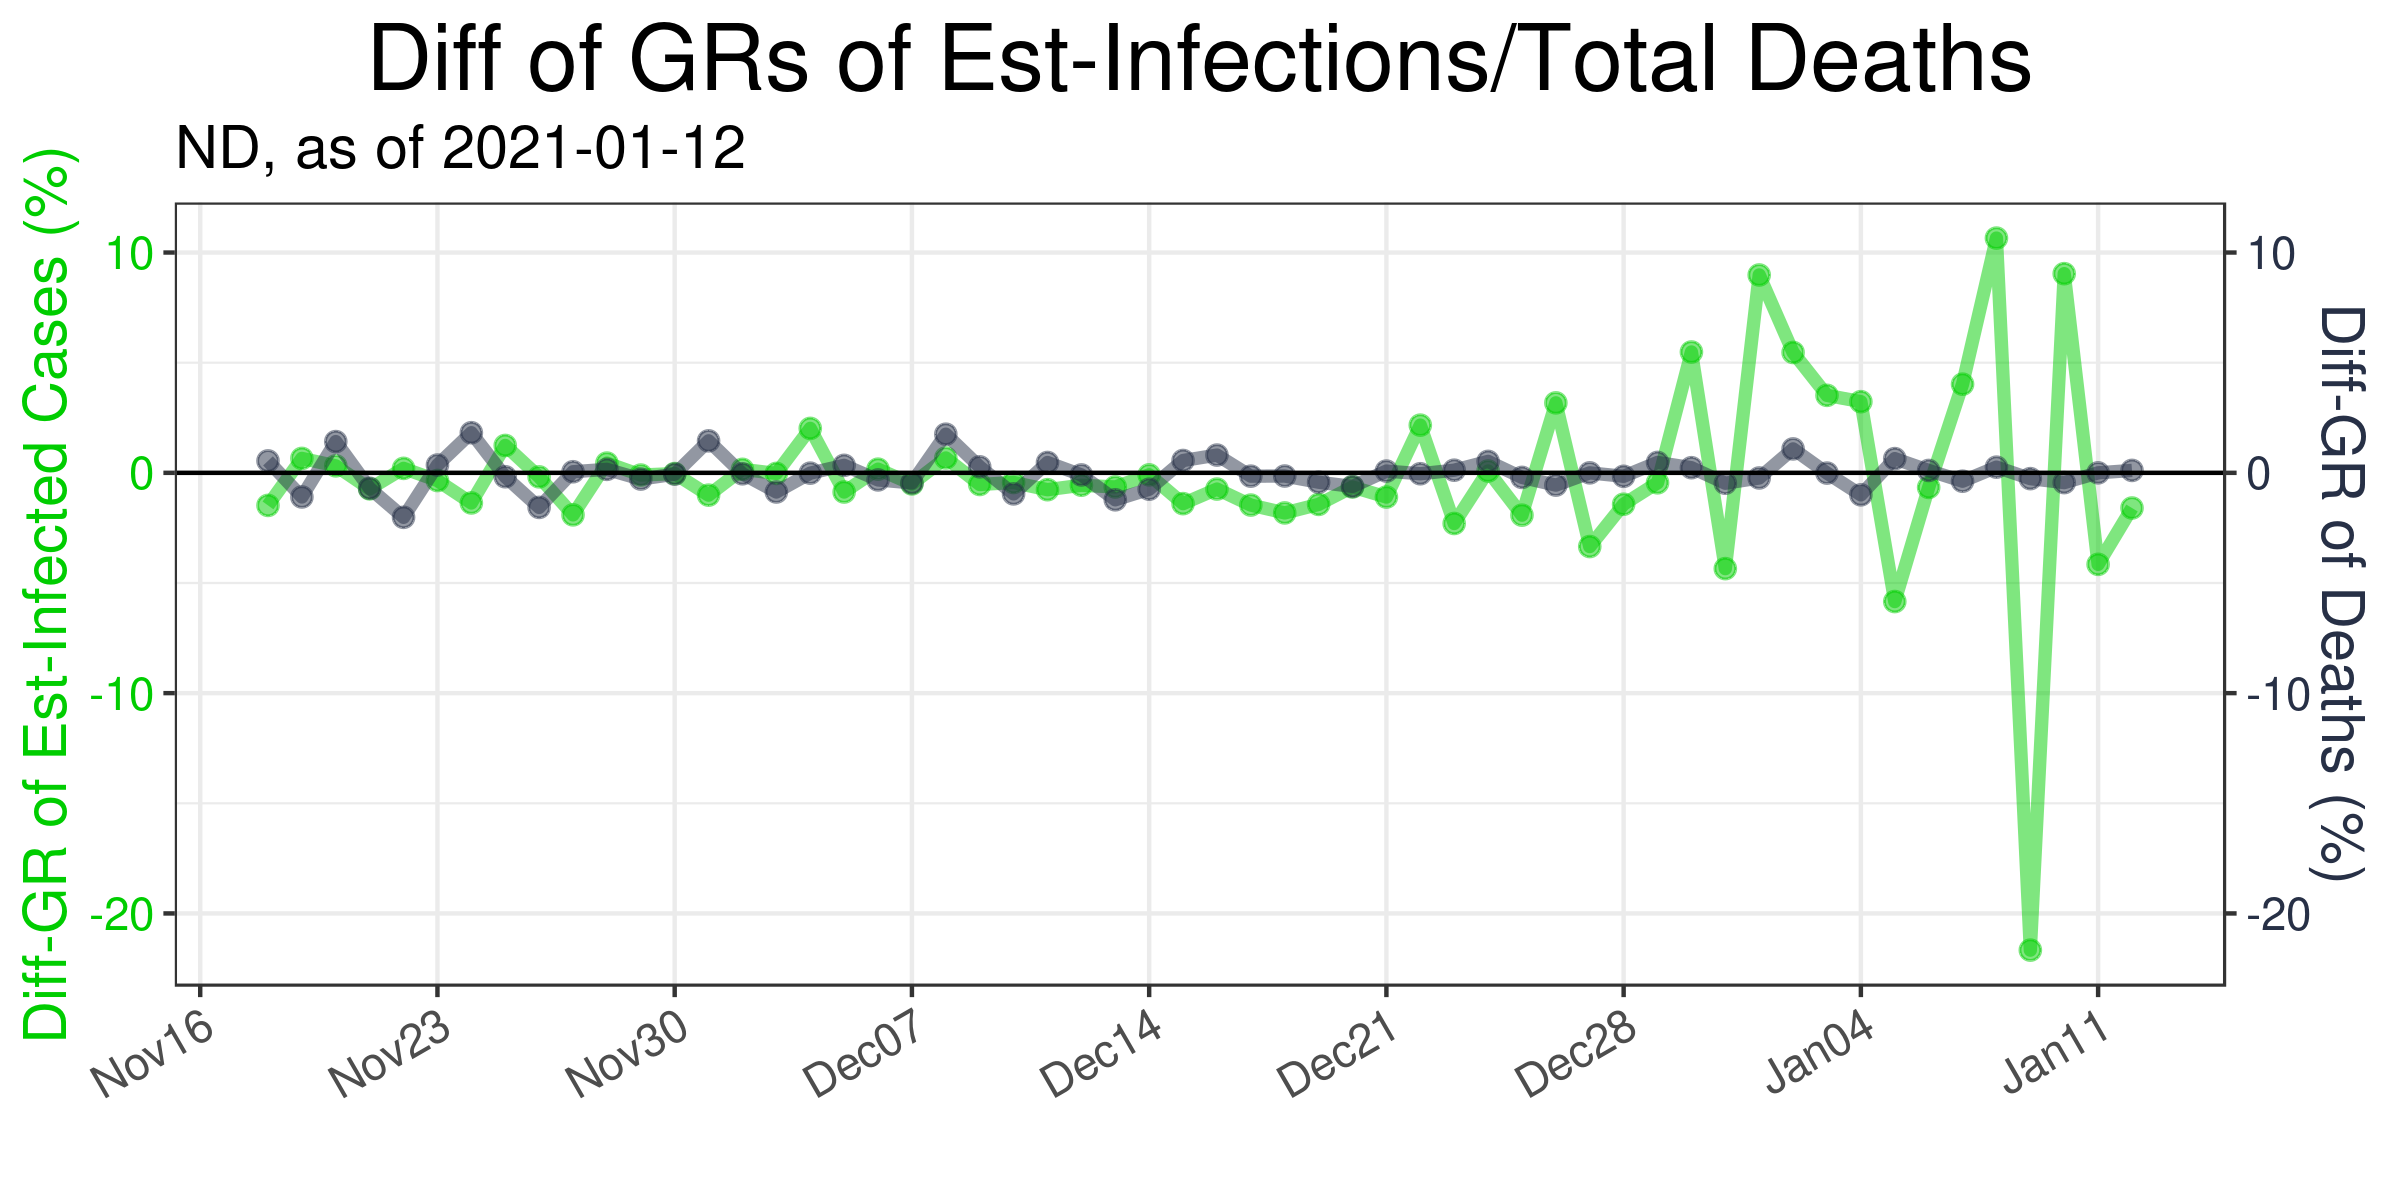 Diff of GRs of Est-Infections/Total Deaths
ND, as of 2021-01-12
Diff-GR of Est-Infected Cases (%)
10
0
-10
-20
10
0
-10
-20
Diff-GR of Deaths (%)
Nov16
Nov23
Nov30
Dec07
Dec14
Dec21
Dec28
Jan04
Jan11